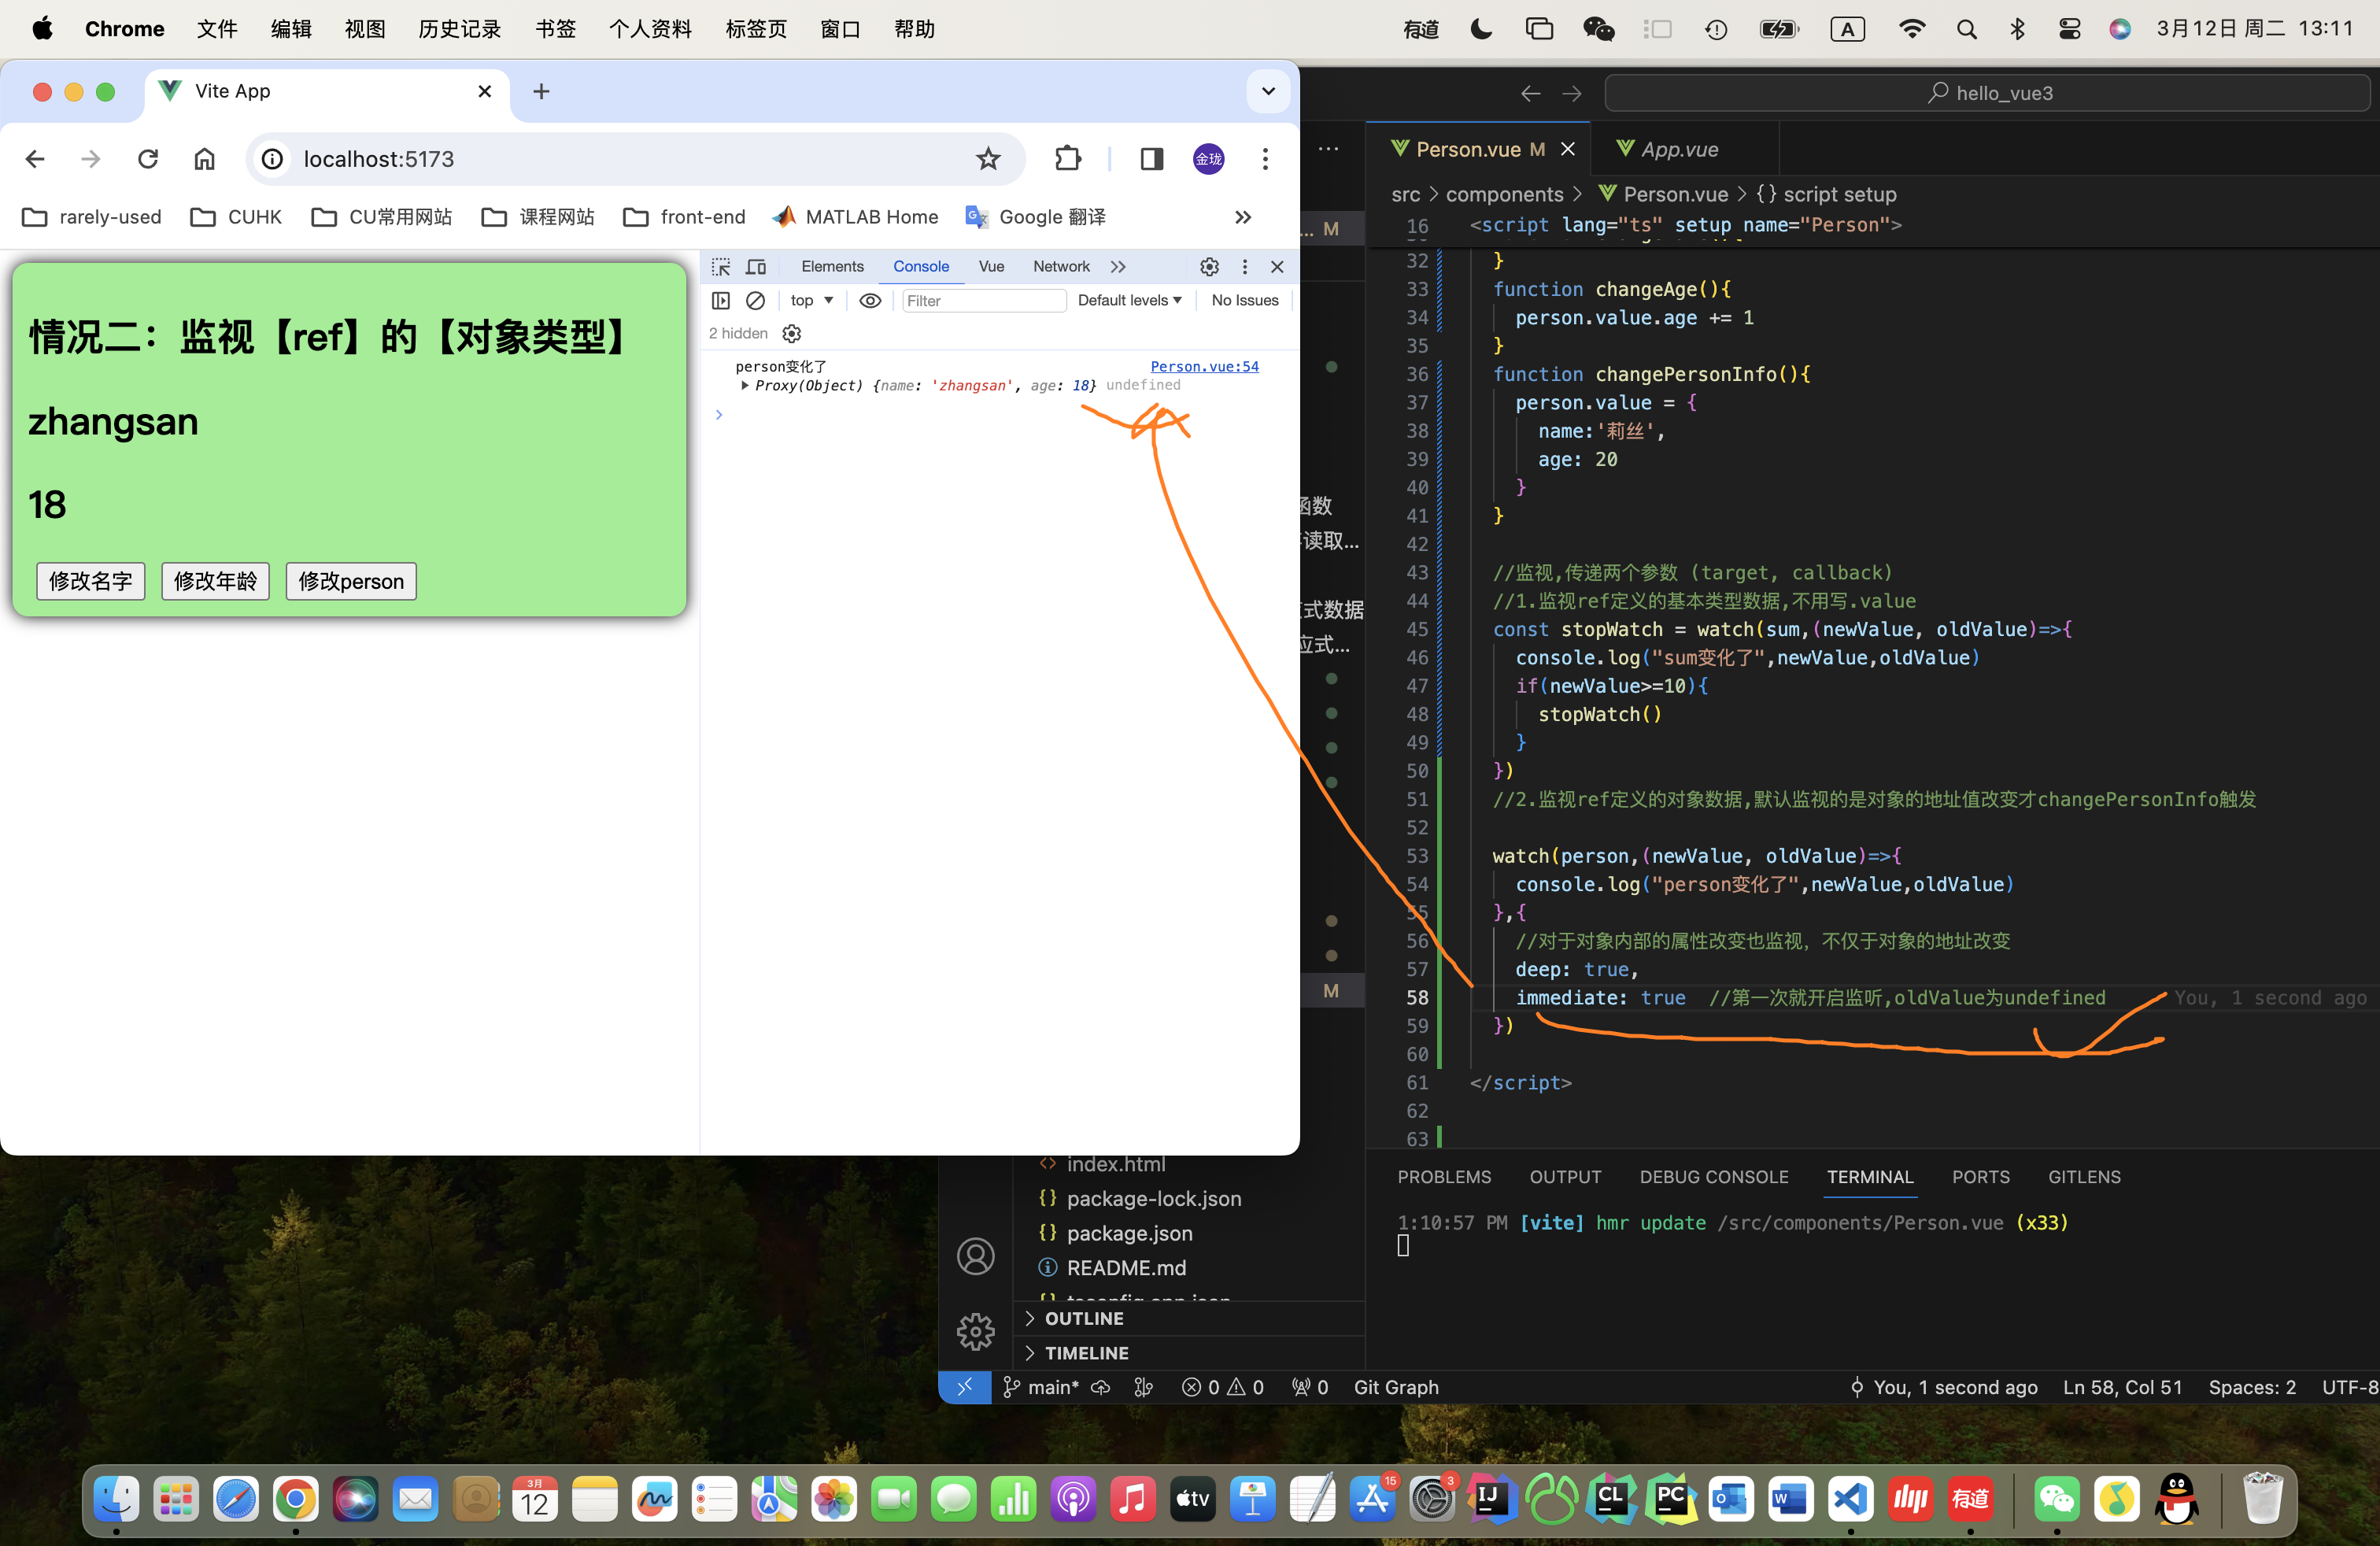 Chrome 文件 编辑 视图 历史记录 书签 个人资料 标签页 窗口 帮助
有道 A 3月12日 周二 13:11
Vite App
localhost:5173
金珑
rarely-used CUHK CU常用网站 课程网站 front-end MATLAB Home Google 翻译
情况二：监视【ref】的【对象类型】
zhangsan
18
修改名字 修改年龄 修改person
Elements Console Vue Network
top Filter Default levels No Issues
2 hidden
person变化了 Person.vue:54
Proxy(Object) {name: 'zhangsan', age: 18} undefined
hello_vue3
Person.vue M App.vue
src > components > Person.vue > {} script setup
... M
函数
读取...
式数据
应式...
M
16 <script lang="ts" setup name="Person">
32 }
33 function changeAge(){
34 person.value.age += 1
35 }
36 function changePersonInfo(){
37 person.value = {
38 name:'莉丝',
39 age: 20
40 }
41 }
42
43 //监视,传递两个参数 (target, callback)
44 //1.监视ref定义的基本类型数据,不用写.value
45 const stopWatch = watch(sum,(newValue, oldValue)=>{
46 console.log("sum变化了",newValue,oldValue)
47 if(newValue>=10){
48 stopWatch()
49 }
50 })
51 //2.监视ref定义的对象数据,默认监视的是对象的地址值改变才changePersonInfo触发
52
53 watch(person,(newValue, oldValue)=>{
54 console.log("person变化了",newValue,oldValue)
55 },{
56 //对于对象内部的属性改变也监视, 不仅于对象的地址改变
57 deep: true,
58 immediate: true //第一次就开启监听,oldValue为undefined You, 1 second ago
59 })
60
61 </script>
62
63
index.html
package-lock.json
package.json
README.md
OUTLINE
TIMELINE
PROBLEMS OUTPUT DEBUG CONSOLE TERMINAL PORTS GITLENS
1:10:57 PM [vite] hmr update /src/components/Person.vue (x33)
main* 0 0 0 Git Graph You, 1 second ago Ln 58, Col 51 Spaces: 2 UTF-8
3月
12
tv
15
3
IJ
CL
PC
O
W
有道